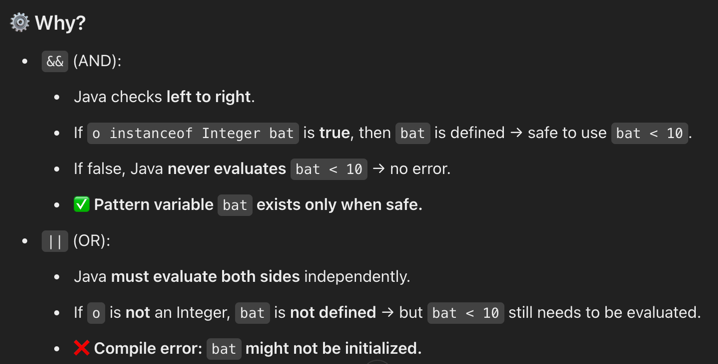 ⚙️ Why?
• && (AND):
• Java checks left to right.
• If o instanceof Integer bat is true, then bat is defined → safe to use bat < 10.
• If false, Java never evaluates bat < 10 → no error.
• ✅ Pattern variable bat exists only when safe.
• || (OR):
• Java must evaluate both sides independently.
• If o is not an Integer, bat is not defined → but bat < 10 still needs to be evaluated.
• ❌ Compile error: bat might not be initialized.